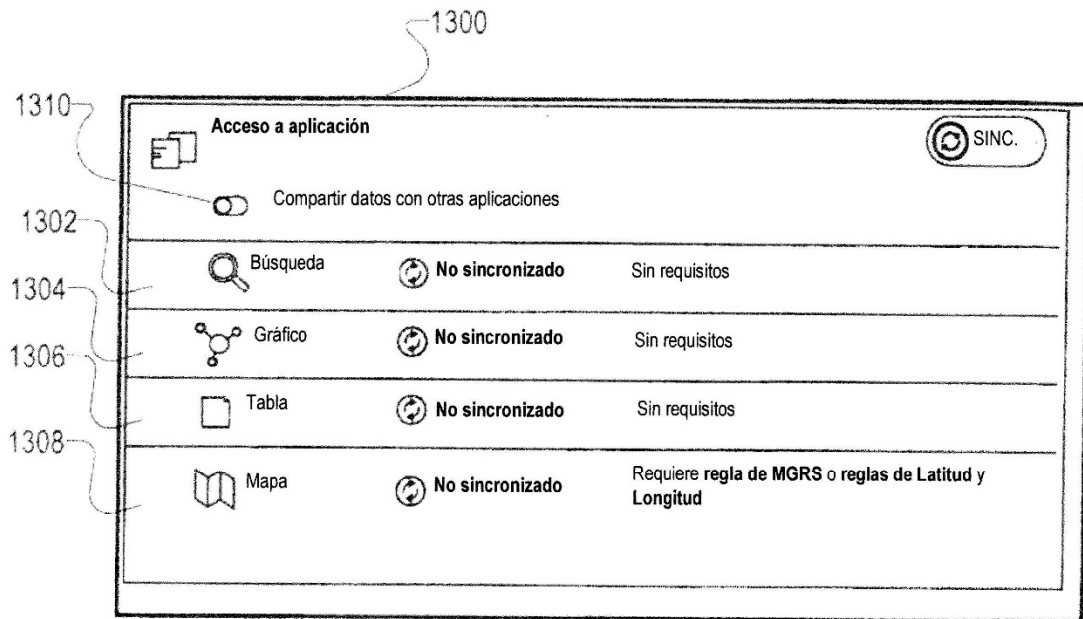 1300
1310
Acceso a aplicación
SINC.
Compartir datos con otras aplicaciones
1302
Búsqueda No sincronizado Sin requisitos
1304
Gráfico No sincronizado Sin requisitos
1306
Tabla No sincronizado Sin requisitos
1308
Mapa No sincronizado Requiere regla de MGRS o reglas de Latitud y
Longitud